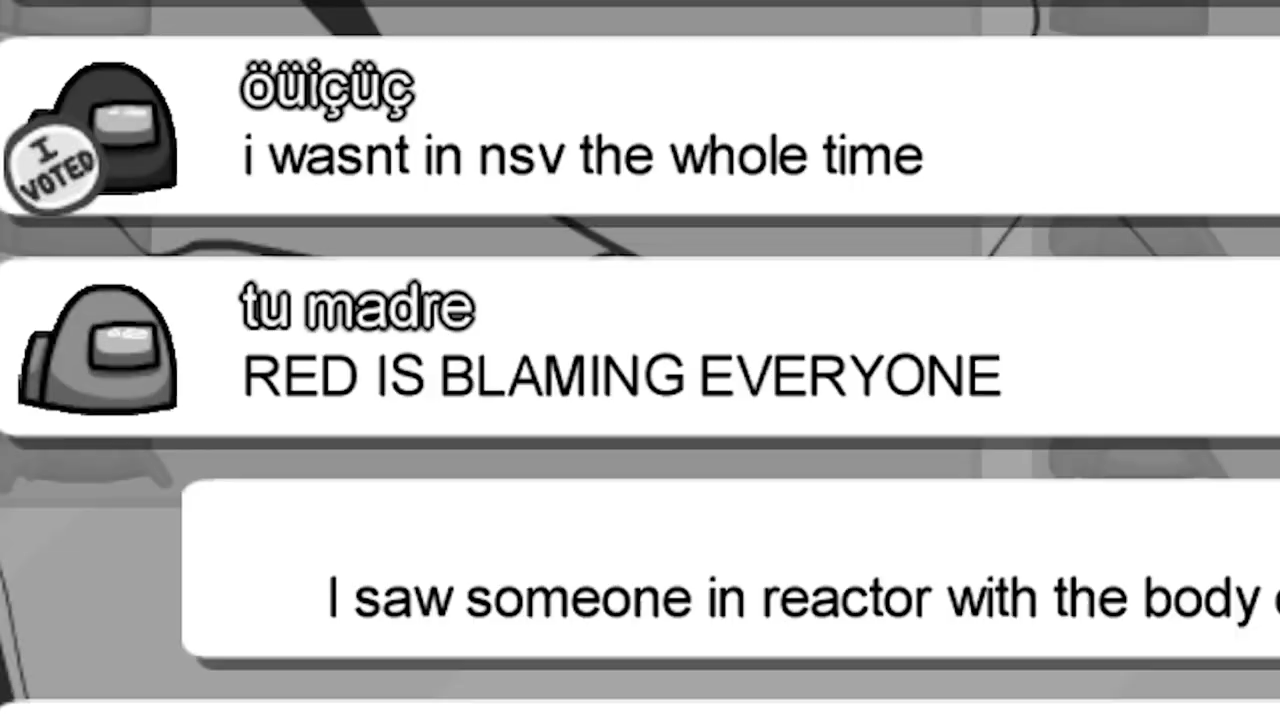 öüiçüç
I VOTED
i wasnt in nsv the whole time
tu madre
RED IS BLAMING EVERYONE
I saw someone in reactor with the body